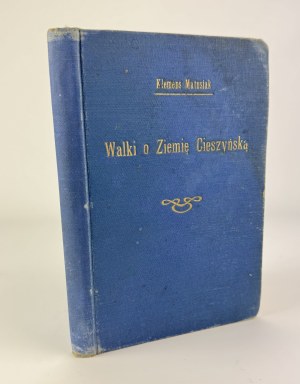 Klemens Matusiak
Walki o Ziemię Cieszyńską